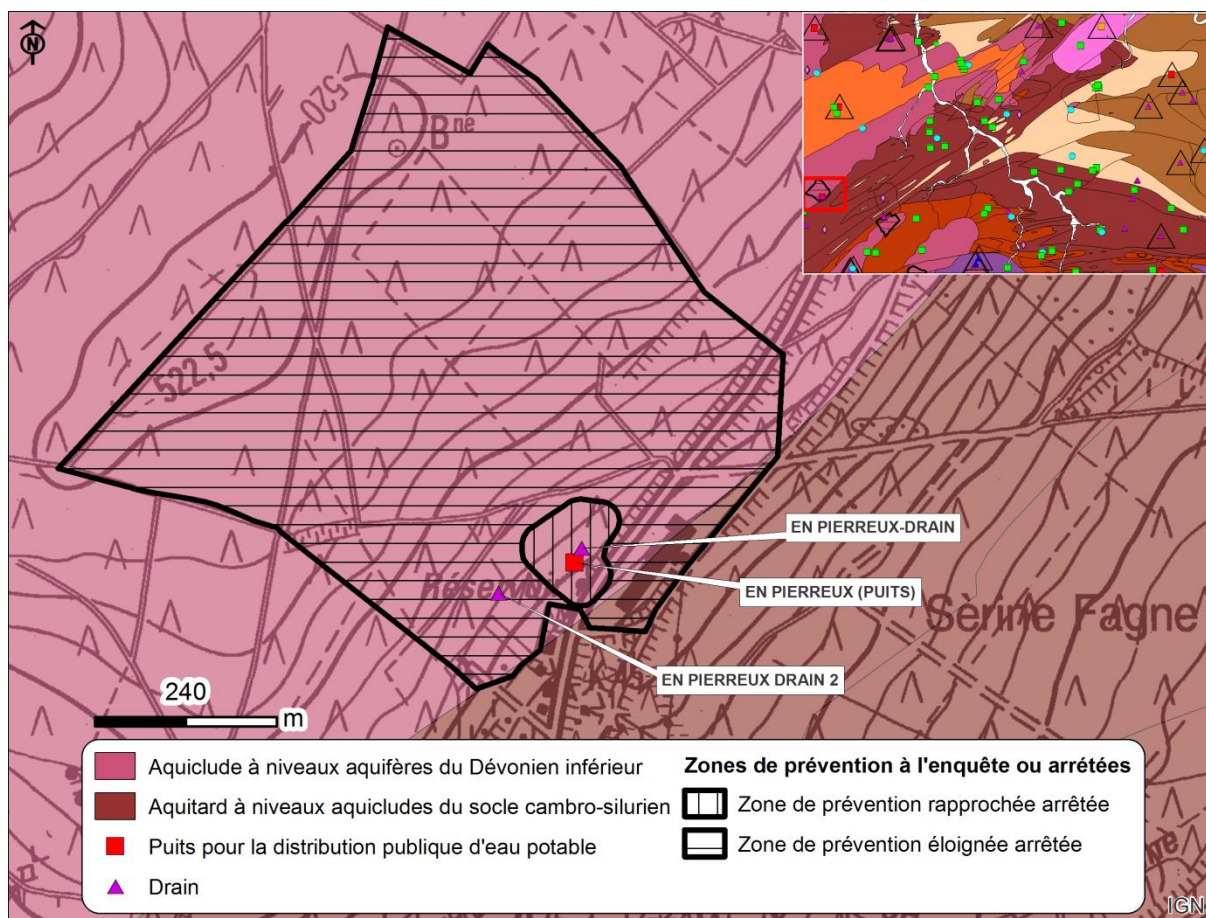 N
520
520
Bne
522,5
EN PIERREUX-DRAIN
EN PIERREUX (PUITS)
Réservoir
Sèrine Fagne
EN PIERREUX DRAIN 2
240
m
Aquiclude à niveaux aquifères du Dévonien inférieur
Aquitard à niveaux aquicludes du socle cambro-silurien
Puits pour la distribution publique d'eau potable
Drain
Zones de prévention à l'enquête ou arrêtées
Zone de prévention rapprochée arrêtée
Zone de prévention éloignée arrêtée
IGN